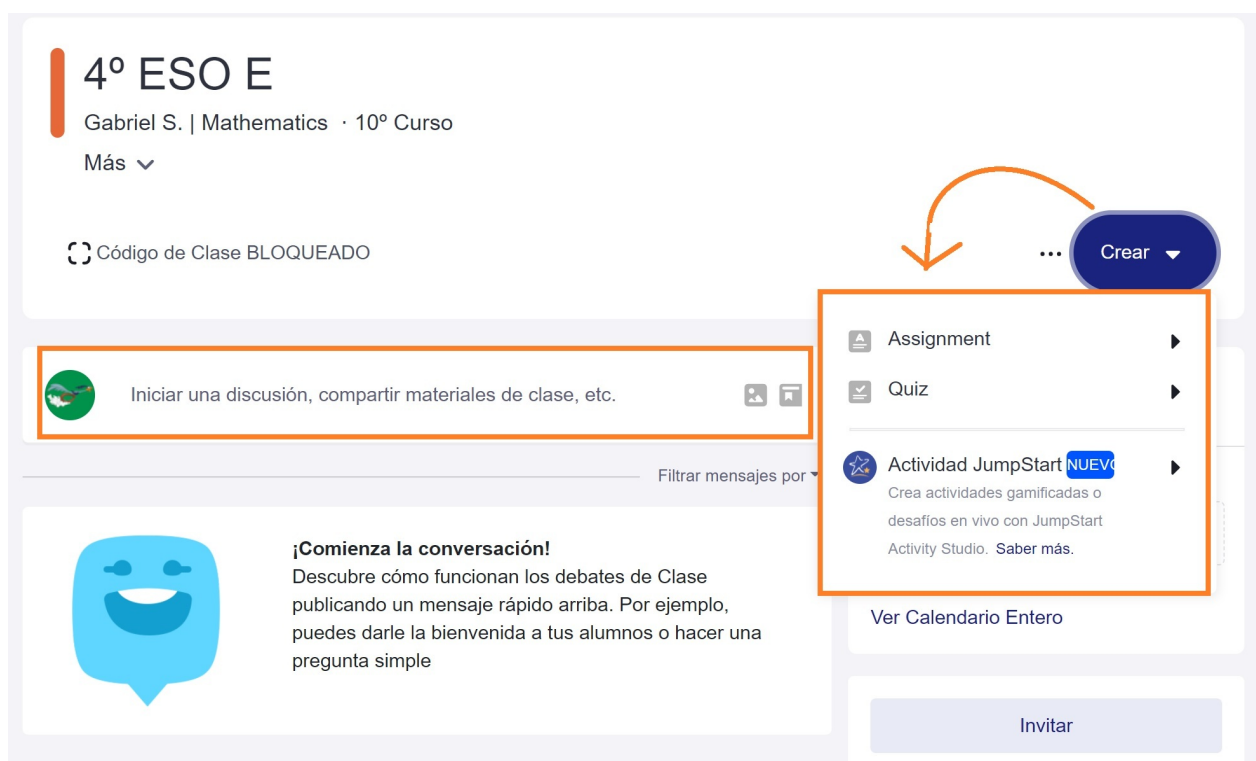 4º ESO E
Gabriel S. | Mathematics · 10º Curso
Más
Código de Clase BLOQUEADO
... Crear
Assignment
Quiz
Actividad JumpStart NUEVO
Crea actividades gamificadas o
desafíos en vivo con JumpStart
Activity Studio. Saber más.
Iniciar una discusión, compartir materiales de clase, etc.
Filtrar mensajes por
¡Comienza la conversación!
Descubre cómo funcionan los debates de Clase
publicando un mensaje rápido arriba. Por ejemplo,
puedes darle la bienvenida a tus alumnos o hacer una
pregunta simple
Ver Calendario Entero
Invitar